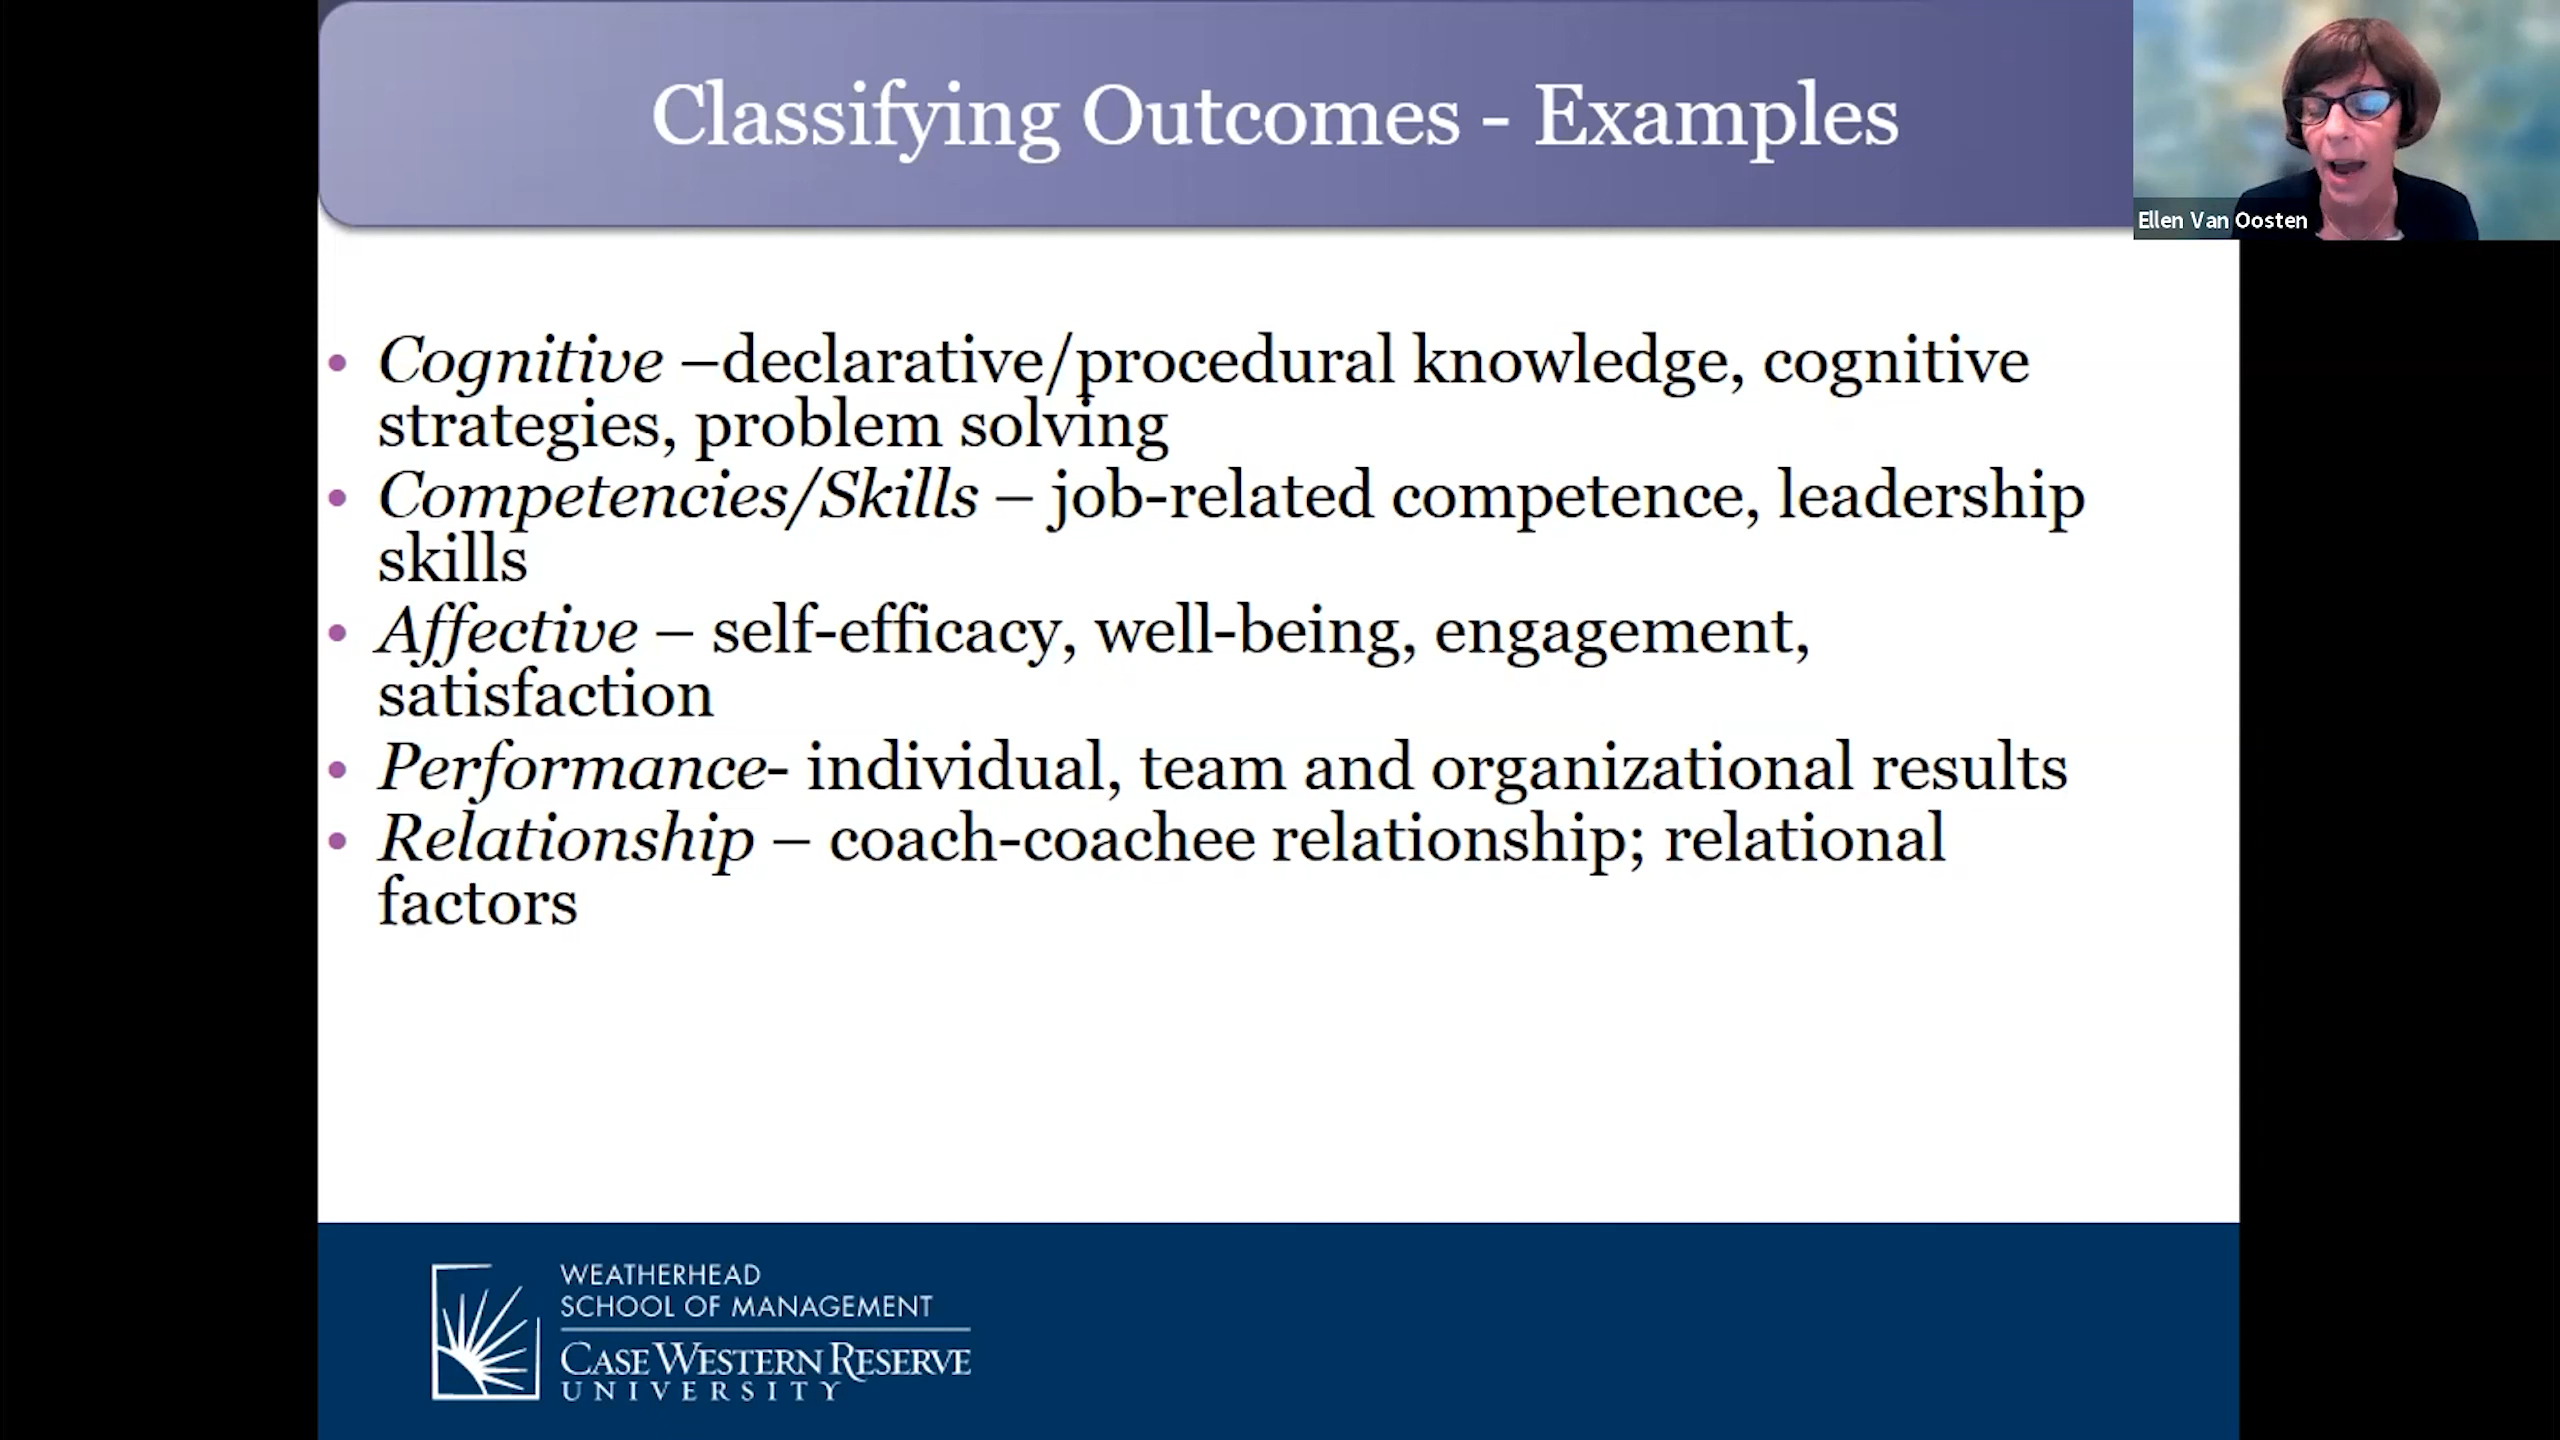 Classifying Outcomes - Examples
Ellen Van Oosten
• Cognitive –declarative/procedural knowledge, cognitive
strategies, problem solving
• Competencies/Skills – job-related competence, leadership
skills
• Affective – self-efficacy, well-being, engagement,
satisfaction
• Performance- individual, team and organizational results
• Relationship – coach-coachee relationship; relational
factors
WEATHERHEAD
SCHOOL OF MANAGEMENT
CASE WESTERN RESERVE
UNIVERSITY